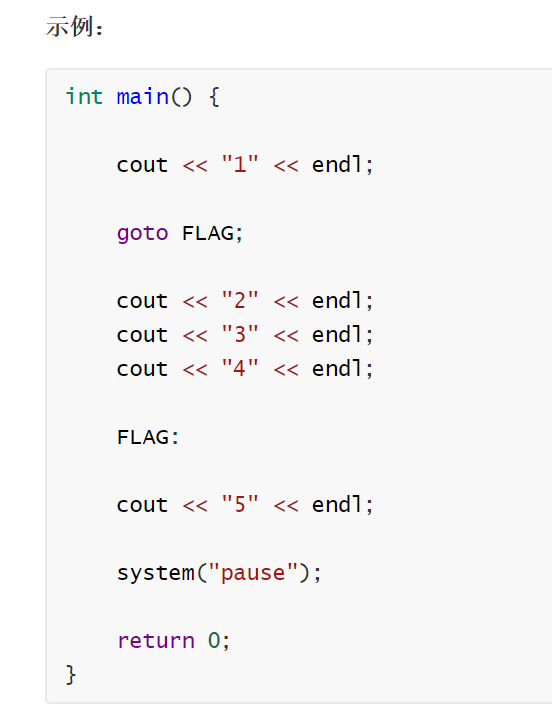 示例：
int main() {
cout << "1" << endl;
goto FLAG;
cout << "2" << endl;
cout << "3" << endl;
cout << "4" << endl;
FLAG:
cout << "5" << endl;
system("pause");
return 0;
}